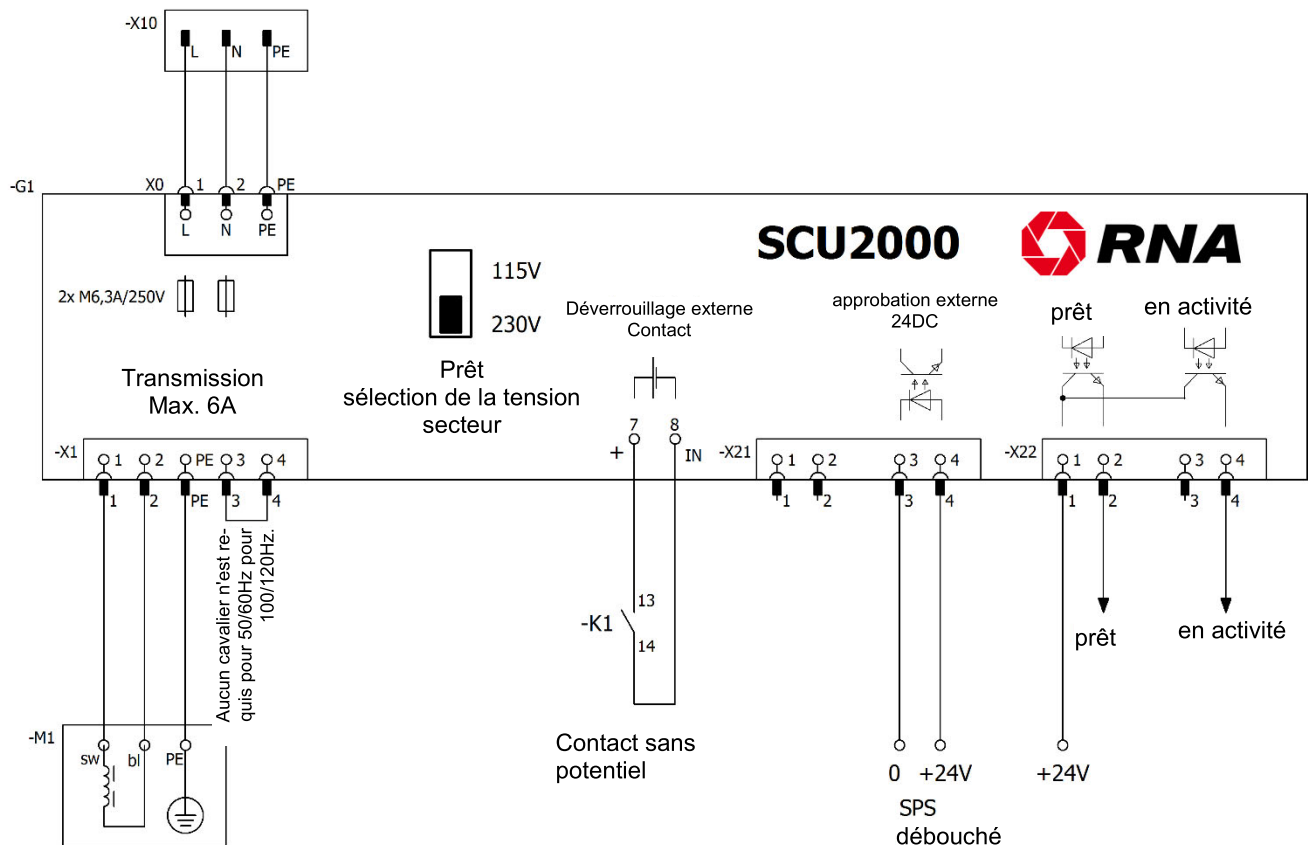 -X10
L N PE
-G1
X0 1 2 PE
L N PE
SCU2000
RNA
2x M6,3A/250V
115V
230V
Prêt
sélection de la tension
secteur
Déverrouillage externe
Contact
approbation externe
24DC
prêt
en activité
Transmission
Max. 6A
7 8
+ IN
-X1 1 2 PE 3 4
1 2 PE 3 4
-X21 1 2 3 4
1 2 3 4
-X22 1 2 3 4
1 2 3 4
Aucun cavalier n'est re-
quis pour 50/60Hz pour
100/120Hz.
13
-K1
14
prêt
en activité
Contact sans
potentiel
0 +24V
+24V
SPS
débouché
-M1
sw bl PE